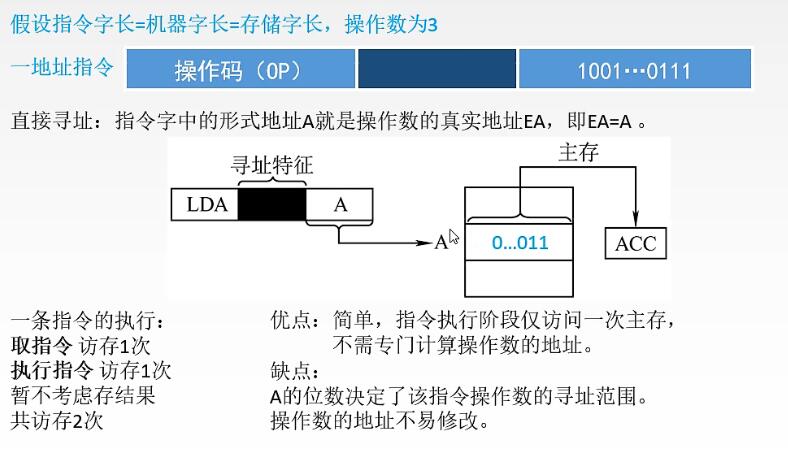 假设指令字长=机器字长=存储字长，操作数为3
一地址指令 操作码（OP） 1001…0111
直接寻址：指令字中的形式地址A就是操作数的真实地址EA，即EA=A 。
寻址特征 主存
LDA A
A 0...011 ACC
一条指令的执行：
取指令 访存1次
执行指令 访存1次
暂不考虑存结果
共访存2次
优点：简单，指令执行阶段仅访问一次主存，
不需专门计算操作数的地址。
缺点：
A的位数决定了该指令操作数的寻址范围。
操作数的地址不易修改。